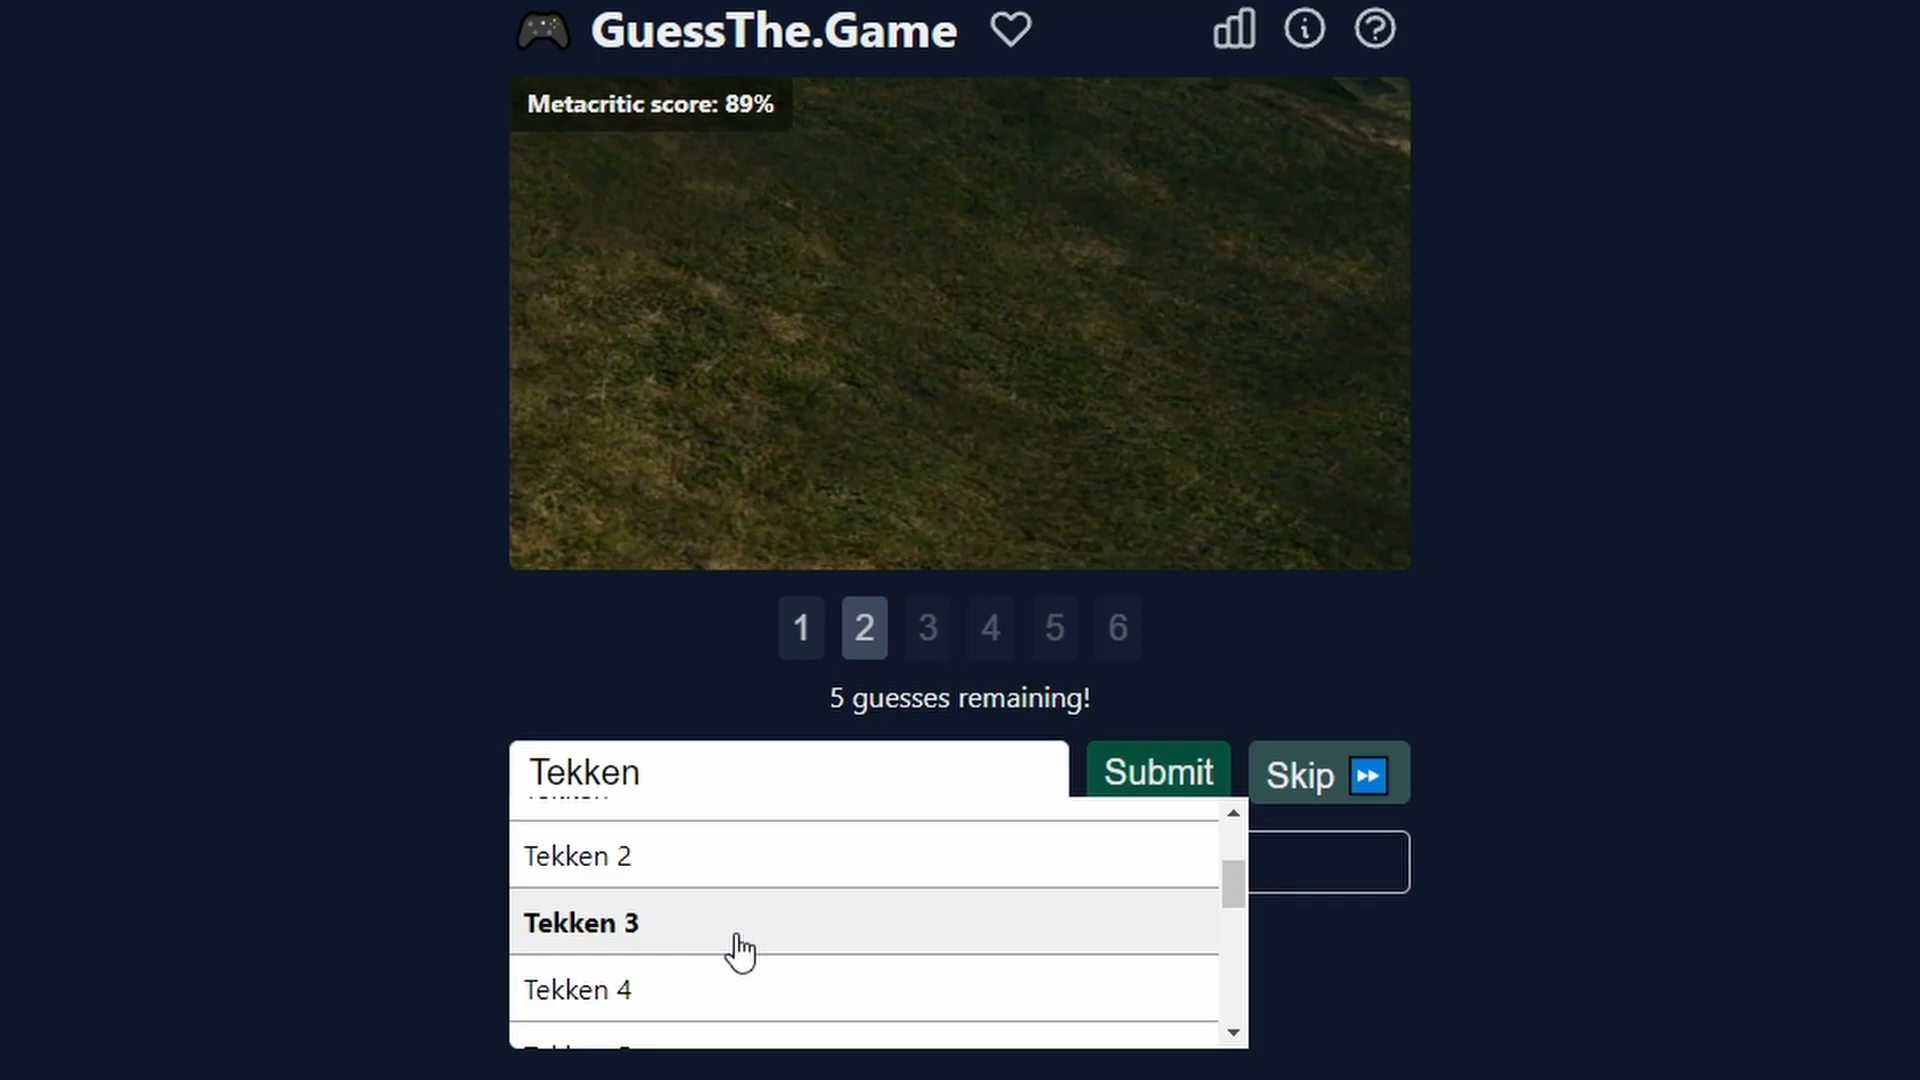 GuessThe.Game
Metacritic score: 89%
1 2 3 4 5 6
5 guesses remaining!
Tekken
Submit
Skip
Tekken 2
Tekken 3
Tekken 4